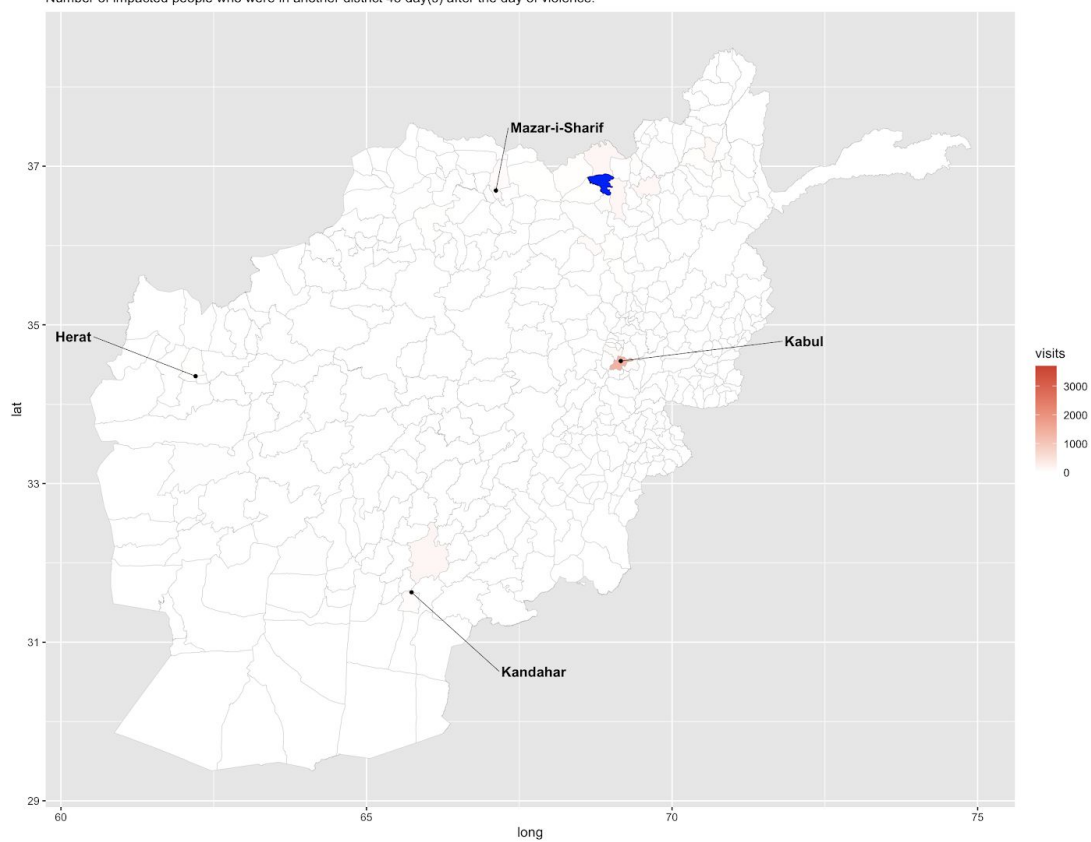 Number of impacted people who were in another district day(s) after the day of violence.
Mazar-i-Sharif
37
35
Herat
Kabul
visits
3000
2000
1000
0
lat
33
31
Kandahar
29
60
65
70
75
long